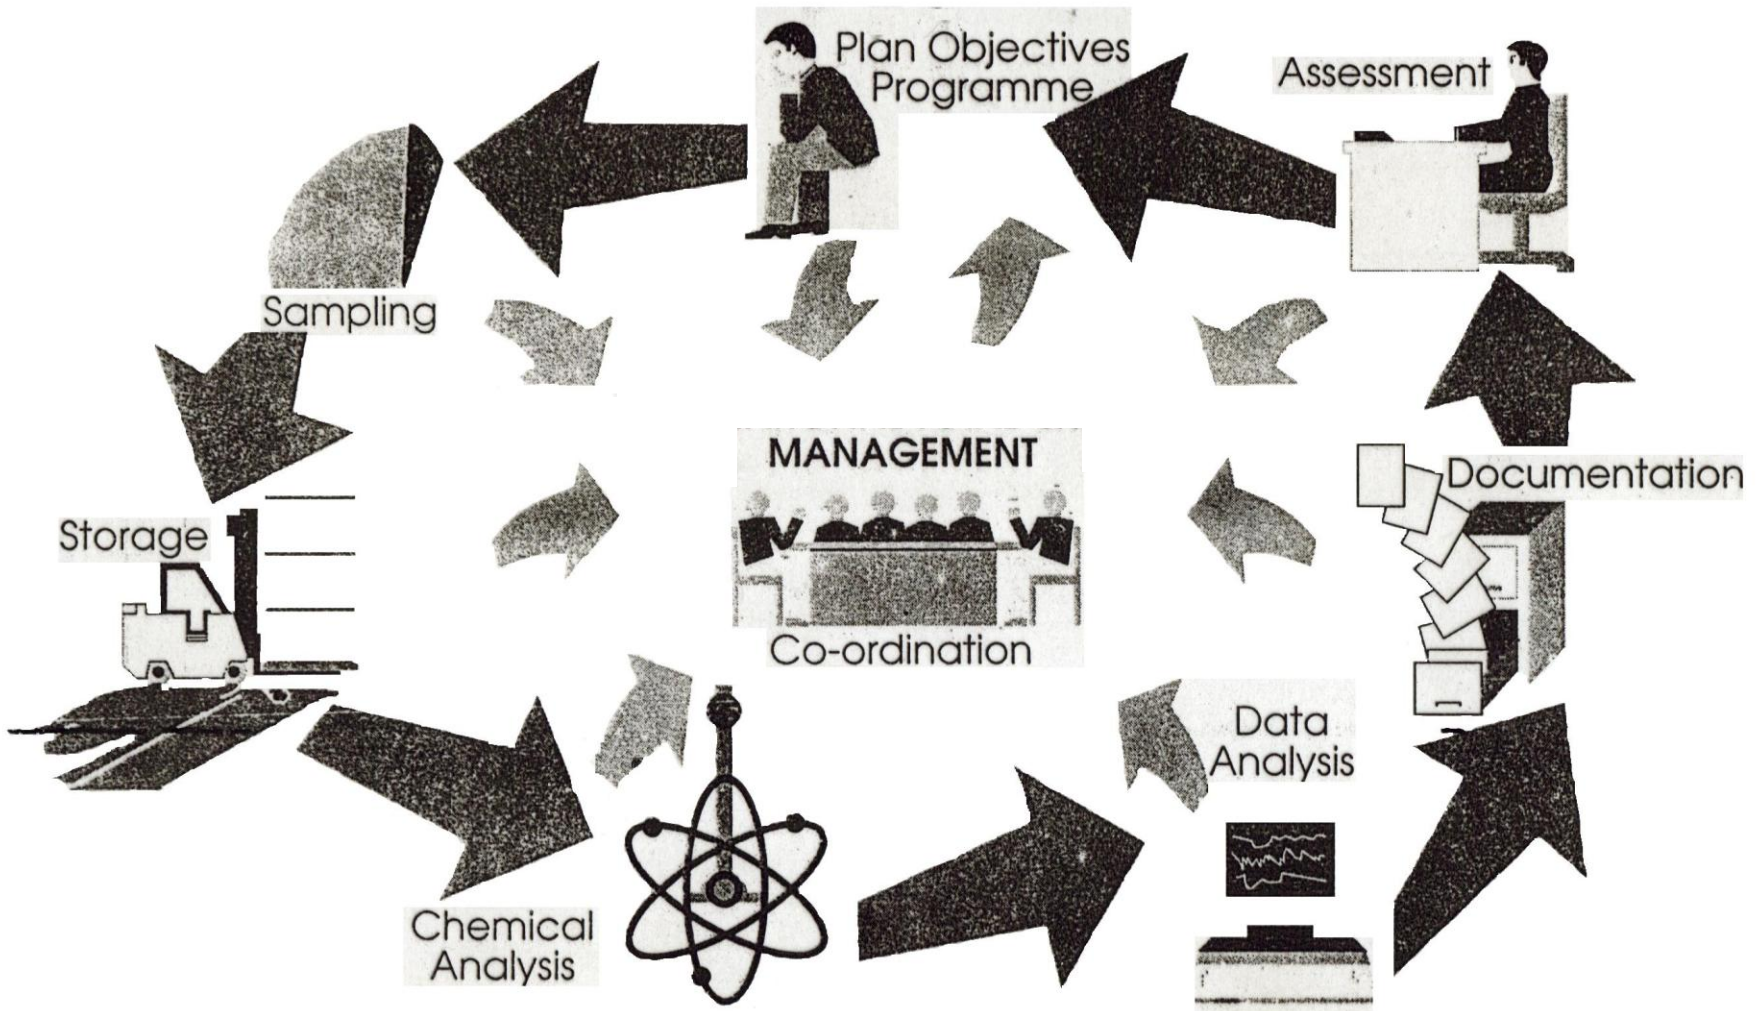 Plan Objectives
Programme
Assessment
Sampling
MANAGEMENT
Documentation
Storage
Co-ordination
Data
Analysis
Chemical
Analysis